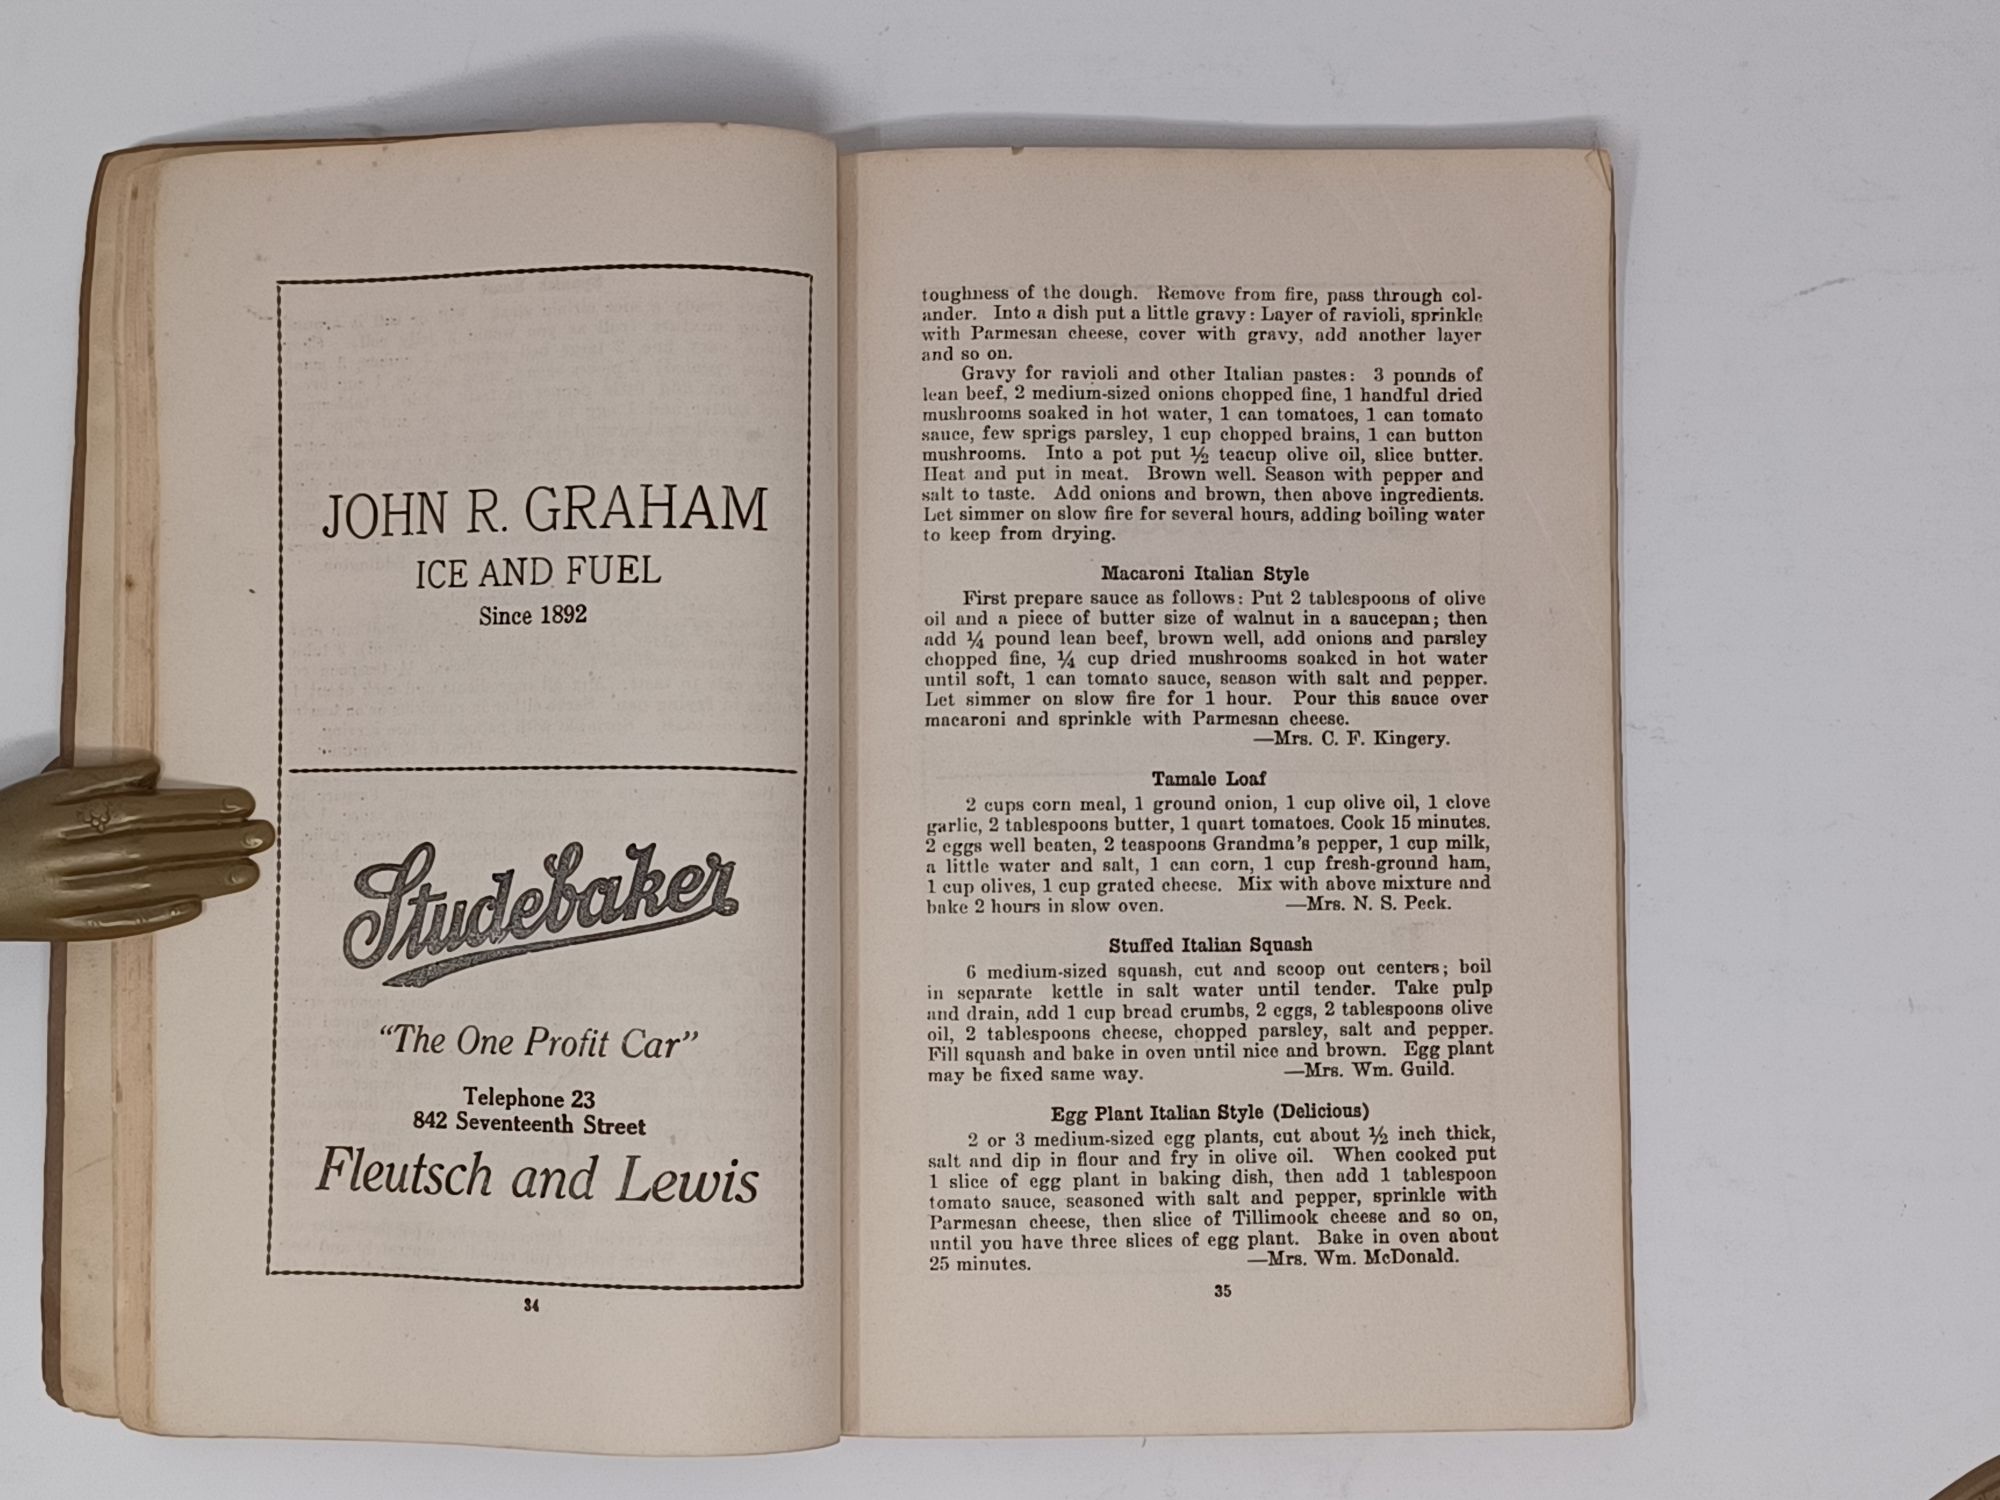 JOHN R. GRAHAM
ICE AND FUEL
Since 1892
Studebaker
“The One Profit Car”
Telephone 23
842 Seventeenth Street
Fleutsch and Lewis
34
toughness of the dough. Remove from fire, pass through col-
ander. Into a dish put a little gravy: Layer of ravioli, sprinkle
with Parmesan cheese, cover with gravy, add another layer
and so on.
Gravy for ravioli and other Italian pastes: 3 pounds of
lean beef, 2 medium-sized onions chopped fine, 1 handful dried
mushrooms soaked in hot water, 1 can tomatoes, 1 can tomato
sauce, few sprigs parsley, 1 cup chopped brains, 1 can button
mushrooms. Into a pot put ½ teacup olive oil, slice butter.
Heat and put in meat. Brown well. Season with pepper and
salt to taste. Add onions and brown, then above ingredients.
Let simmer on slow fire for several hours, adding boiling water
to keep from drying.
Macaroni Italian Style
First prepare sauce as follows: Put 2 tablespoons of olive
oil and a piece of butter size of walnut in a saucepan; then
add ¼ pound lean beef, brown well, add onions and parsley
chopped fine, ¼ cup dried mushrooms soaked in hot water
until soft, 1 can tomato sauce, season with salt and pepper.
Let simmer on slow fire for 1 hour. Pour this sauce over
macaroni and sprinkle with Parmesan cheese.
—Mrs. C. F. Kingery.
Tamale Loaf
2 cups corn meal, 1 ground onion, 1 cup olive oil, 1 clove
garlic, 2 tablespoons butter, 1 quart tomatoes. Cook 15 minutes.
2 eggs well beaten, 2 teaspoons Grandma's pepper, 1 cup milk,
a little water and salt, 1 can corn, 1 cup fresh-ground ham,
1 cup olives, 1 cup grated cheese. Mix with above mixture and
bake 2 hours in slow oven. —Mrs. N. S. Peck.
Stuffed Italian Squash
6 medium-sized squash, cut and scoop out centers; boil
in separate kettle in salt water until tender. Take pulp
and drain, add 1 cup bread crumbs, 2 eggs, 2 tablespoons olive
oil, 2 tablespoons cheese, chopped parsley, salt and pepper.
Fill squash and bake in oven until nice and brown. Egg plant
may be fixed same way. —Mrs. Wm. Guild.
Egg Plant Italian Style (Delicious)
2 or 3 medium-sized egg plants, cut about ½ inch thick,
salt and dip in flour and fry in olive oil. When cooked put
1 slice of egg plant in baking dish, then add 1 tablespoon
tomato sauce, seasoned with salt and pepper, sprinkle with
Parmesan cheese, then slice of Tillimook cheese and so on,
until you have three slices of egg plant. Bake in oven about
25 minutes. —Mrs. Wm. McDonald.
35